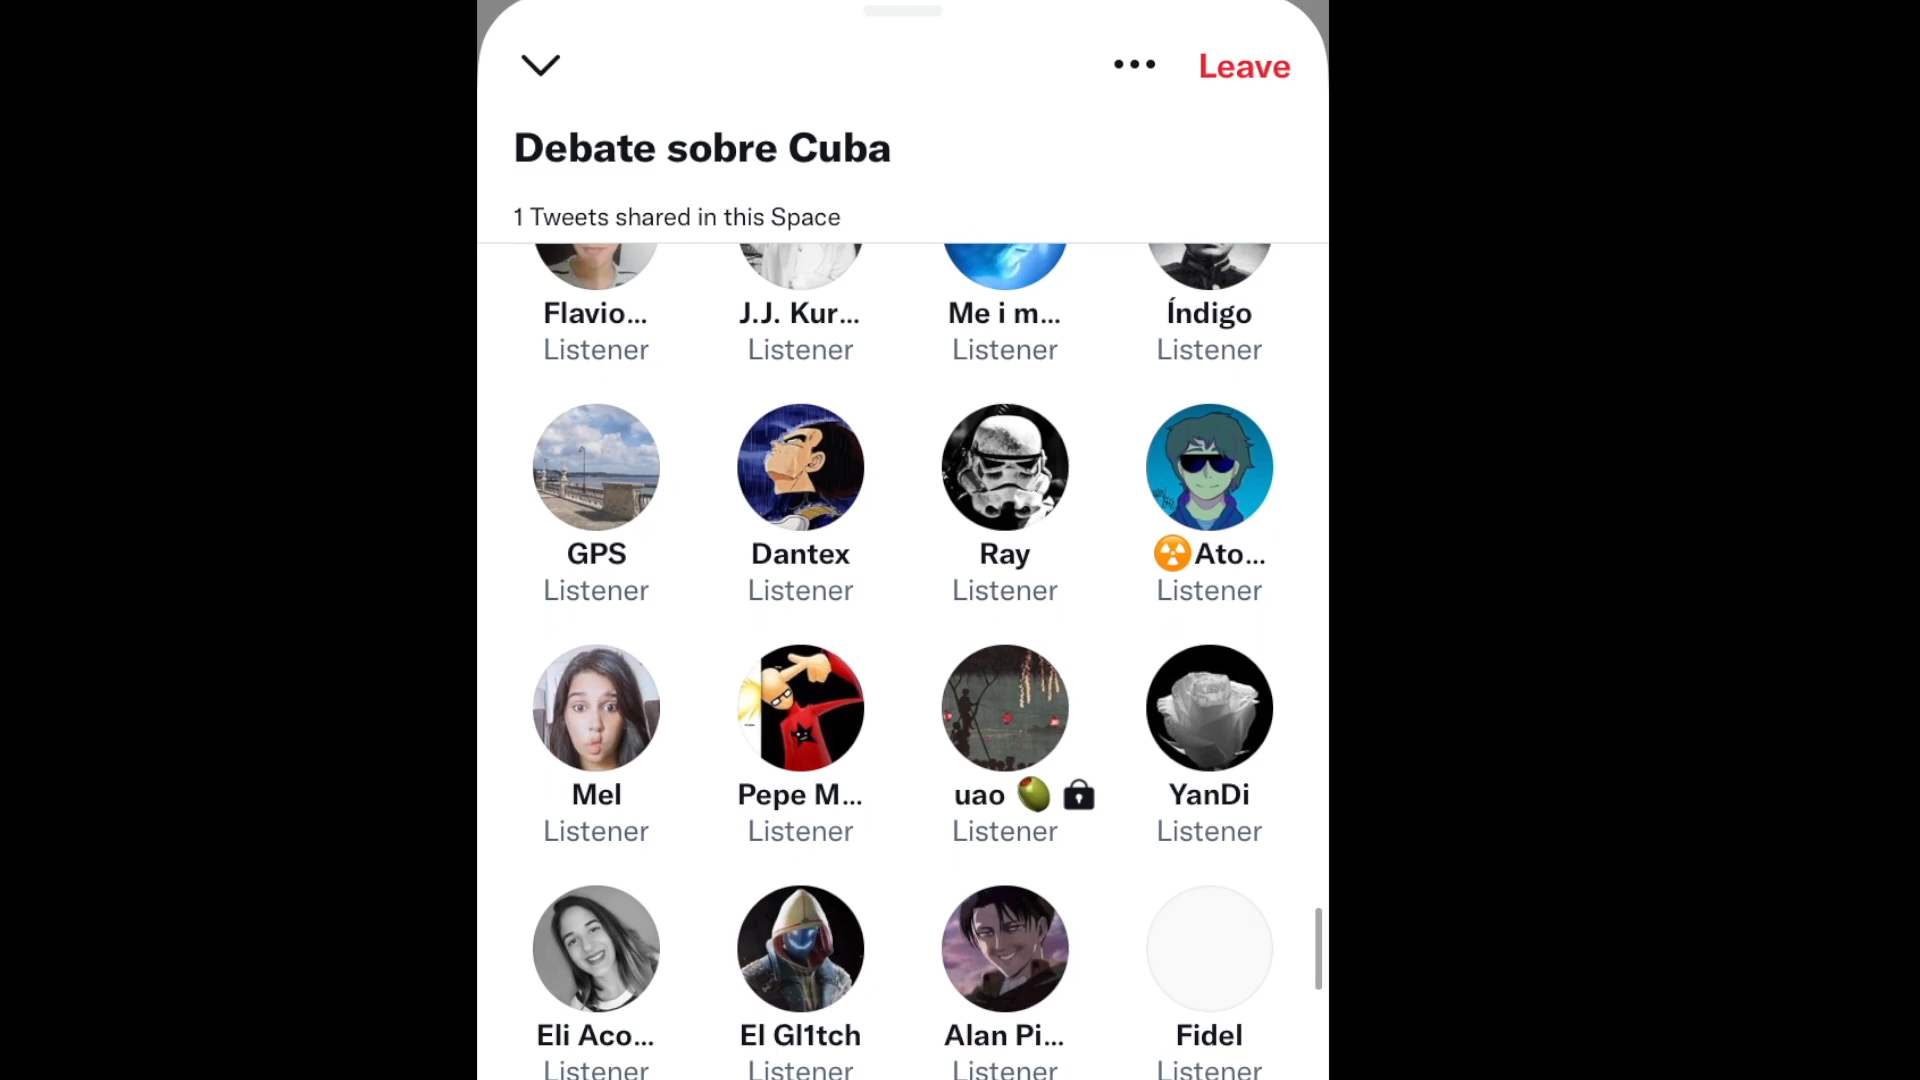 Leave
Debate sobre Cuba
1 Tweets shared in this Space
Flavio... J.J. Kur... Me i m... Índigo
Listener Listener Listener Listener
GPS Dantex Ray ☢️Ato...
Listener Listener Listener Listener
Mel Pepe M... uao 🫒 YanDi
Listener Listener Listener Listener
Eli Aco... El Gl1tch Alan Pi... Fidel
Listener Listener Listener Listener